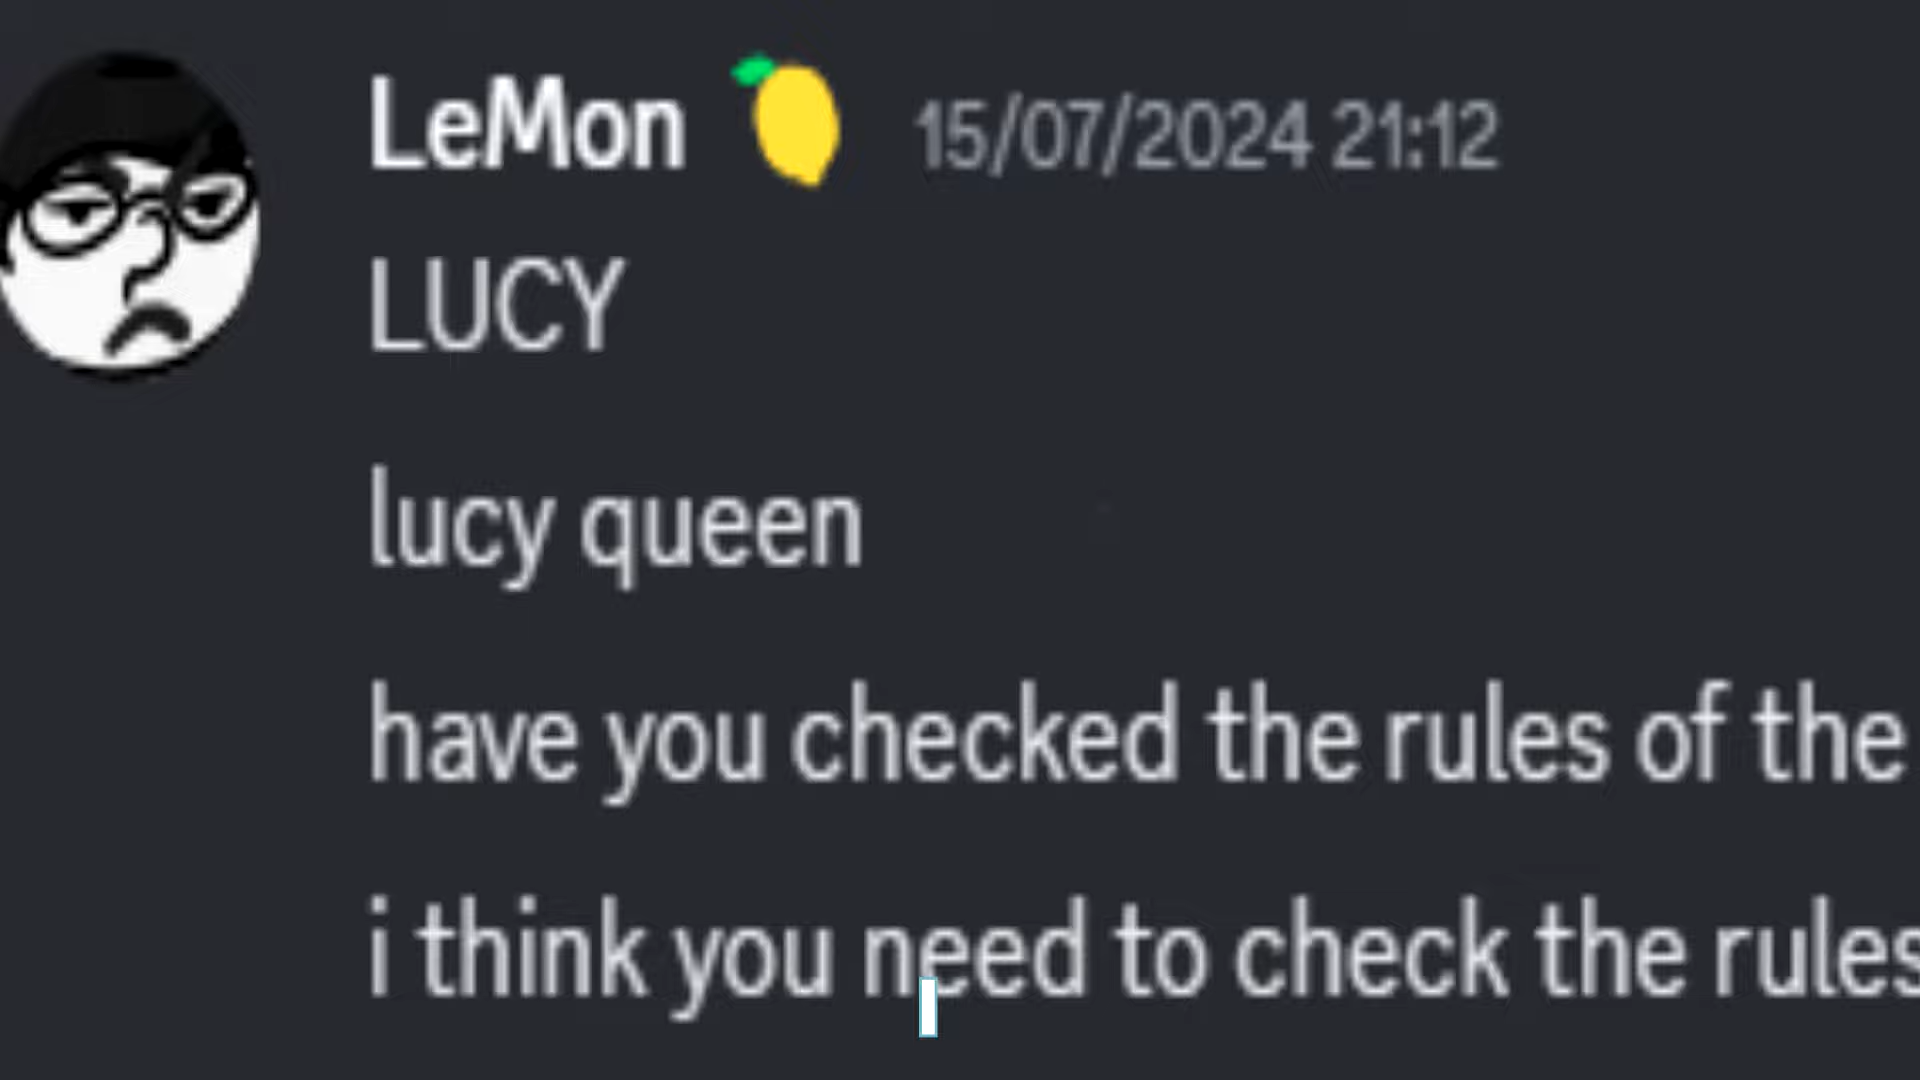 LeMon 🍋 15/07/2024 21:12
LUCY
lucy queen
have you checked the rules of the
i think you need to check the rules